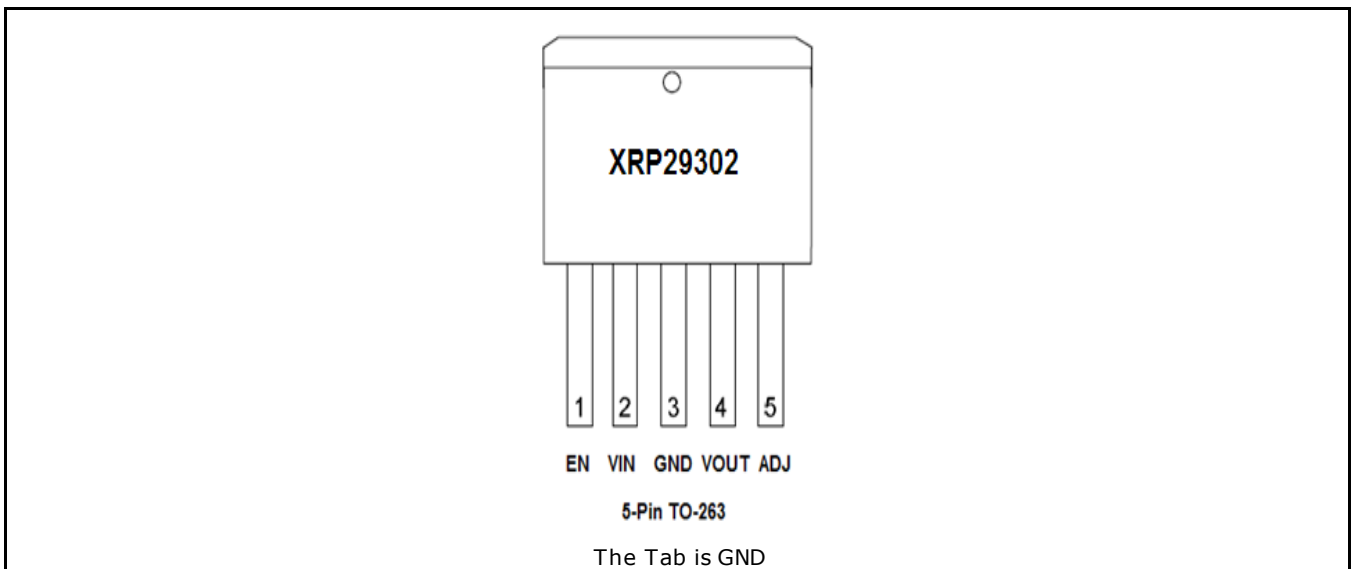 XRP29302
1 2 3 4 5
EN VIN GND VOUT ADJ
5-Pin TO-263
The Tab is GND